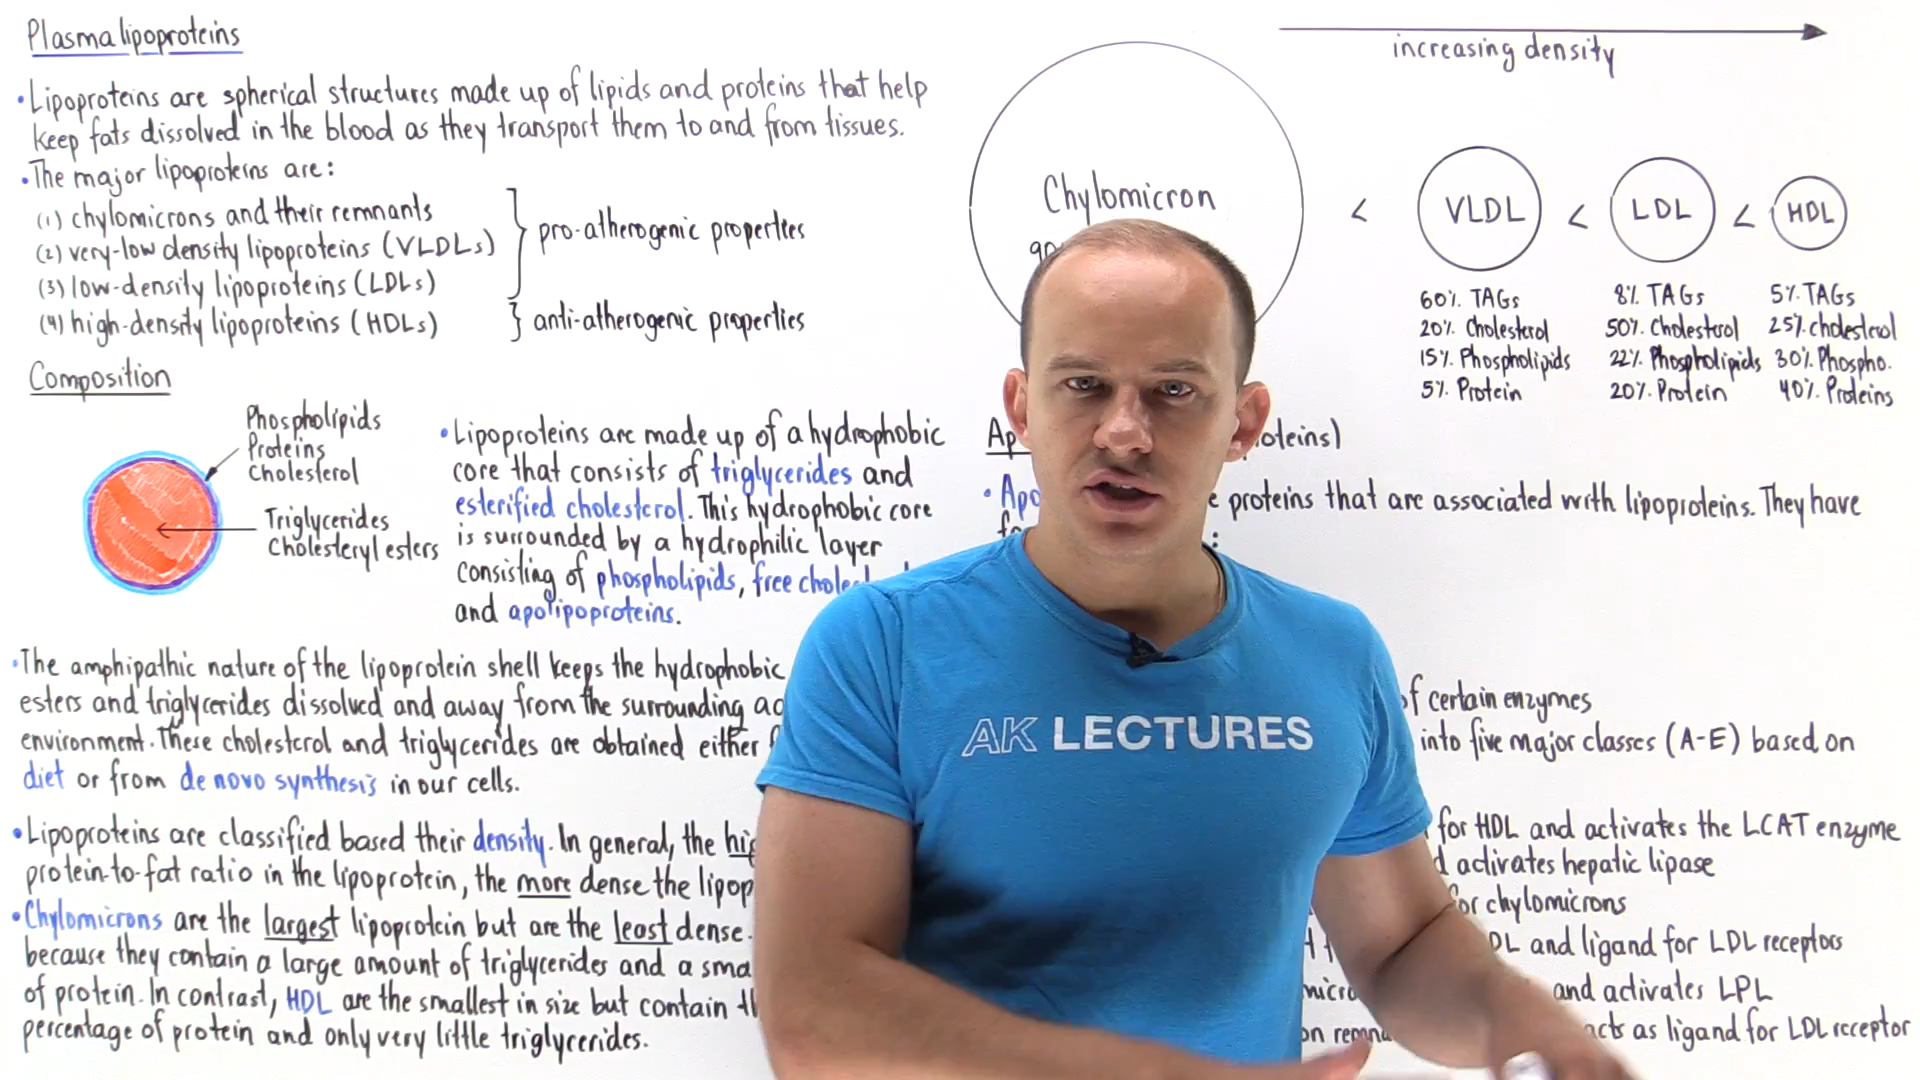 Plasma lipoproteins
• Lipoproteins are spherical structures made up of lipids and proteins that help
keep fats dissolved in the blood as they transport them to and from tissues.
• The major lipoproteins are:
(1) chylomicrons and their remnants
(2) very-low density lipoproteins (VLDLs)
(3) low-density lipoproteins (LDLs)
pro-atherogenic properties
(4) high-density lipoproteins (HDLs)
anti-atherogenic properties
Composition
Phospholipids
Proteins
Cholesterol
Triglycerides
Cholesteryl esters
• Lipoproteins are made up of a hydrophobic
core that consists of triglycerides and
esterified cholesterol. This hydrophobic core
is surrounded by a hydrophilic layer
consisting of phospholipids, free
and apolipoproteins.
• The amphipathic nature of the lipoprotein shell keeps the hydrophobic
esters and triglycerides dissolved and away from the surrounding
environment. These cholesterol and triglycerides are obtained either
diet or from de novo synthesis in our cells.
• Lipoproteins are classified based their density. In general, the
protein-to-fat ratio in the lipoprotein, the more dense the
• Chylomicrons are the largest lipoprotein but are the least dense.
because they contain a large amount of triglycerides and a
of protein. In contrast, HDL are the smallest in size but contain
percentage of protein and only very little triglycerides.
increasing density
Chylomicron
< VLDL < LDL < HDL
60% TAGs
20% Cholesterol
15% Phospholipids
5% Protein
8% TAGs
50% Cholesterol
22% Phospholipids
20% Protein
5% TAGs
25% cholesterol
30% Phospho.
40% Proteins
proteins that are associated with lipoproteins. They have
of certain enzymes
into five major classes (A-E) based on
for HDL and activates the LCAT enzyme
activates hepatic lipase
for chylomicrons
and ligand for LDL receptors
and activates LPL
acts as ligand for LDL receptor
AK LECTURES